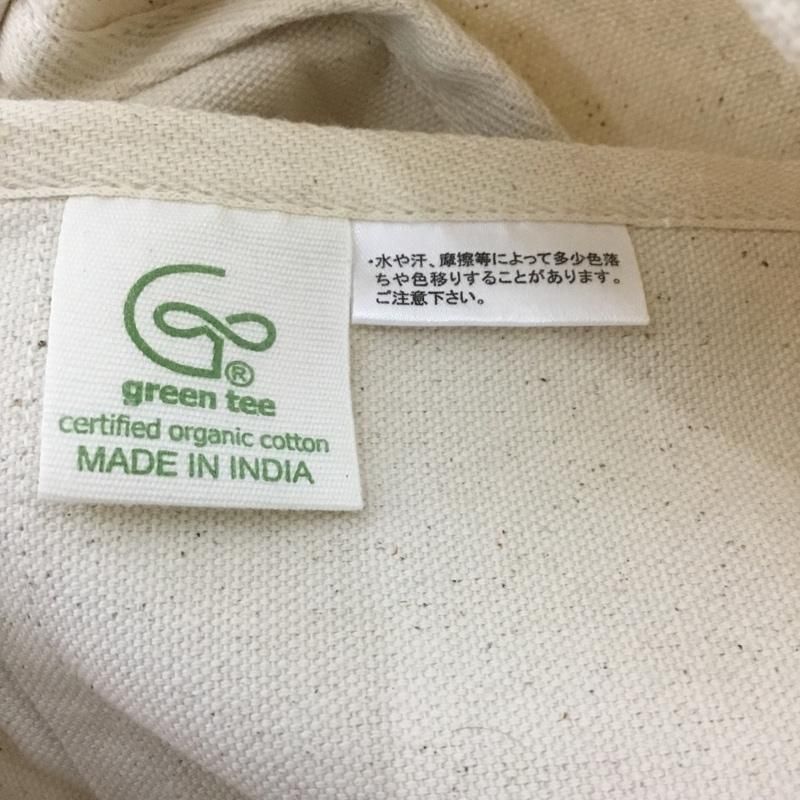 ®
green tee
certified organic cotton
MADE IN INDIA
・水や汗、摩擦等によって多少色落
ちや色移りすることがあります。
ご注意下さい。